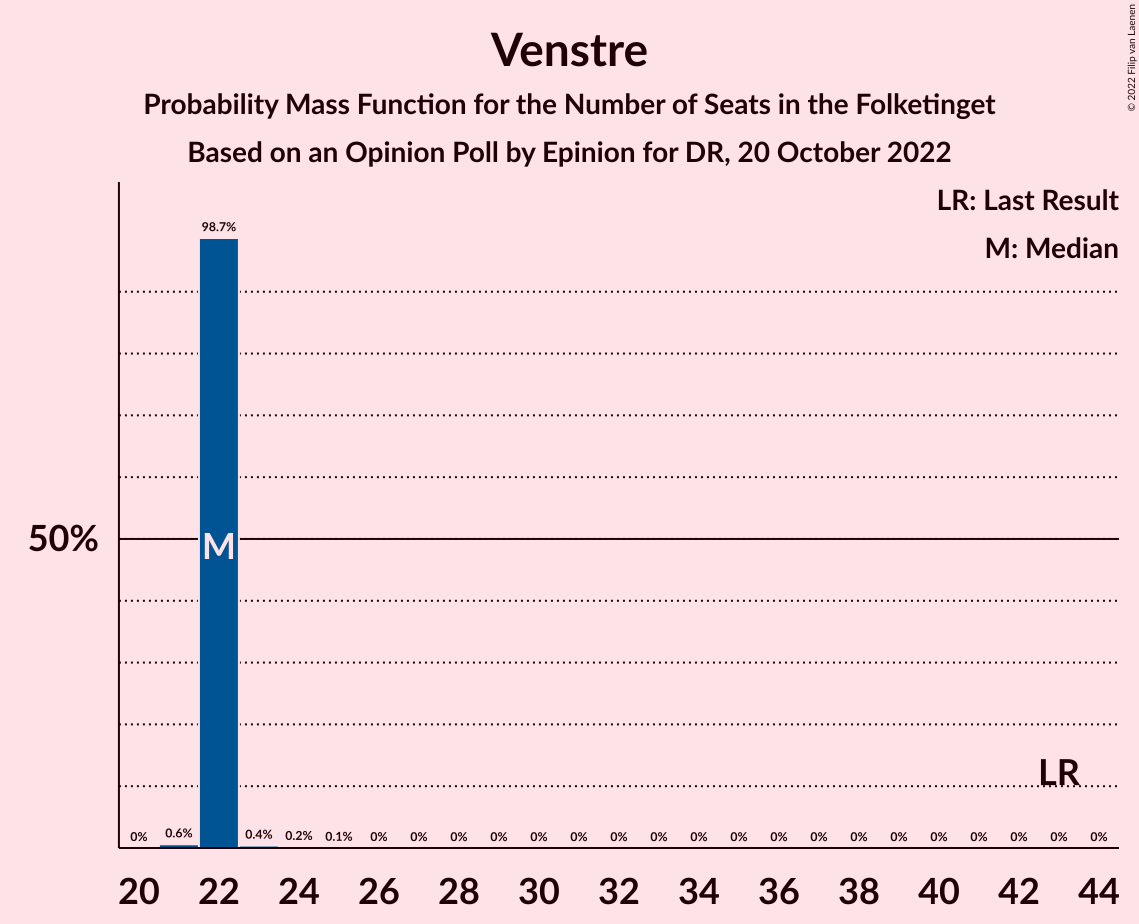 Venstre
Probability Mass Function for the Number of Seats in the Folketinget
Based on an Opinion Poll by Epinion for DR, 20 October 2022
© 2022 Filip van Laenen
LR: Last Result
M: Median
98.7%
50%
M
LR
0% 0.6% 0.4% 0.2% 0.1% 0% 0% 0% 0% 0% 0% 0% 0% 0% 0% 0% 0% 0% 0% 0% 0% 0% 0% 0%
20 22 24 26 28 30 32 34 36 38 40 42 44